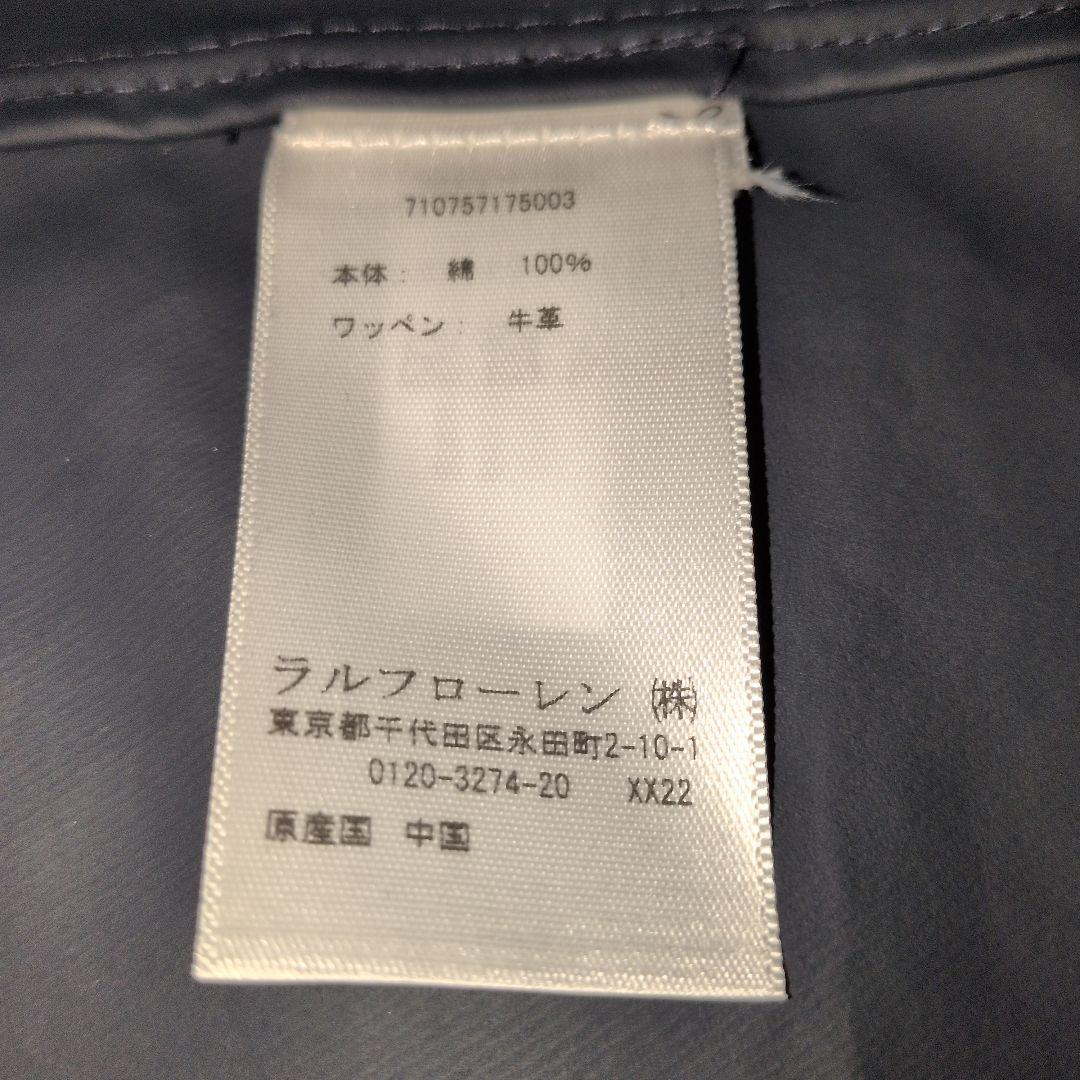 710757175003
本体: 綿 100%
ワッペン: 牛革
ラルフローレン ㈱
東京都千代田区永田町2-10-1
0120-3274-20 XX22
原産国 中国